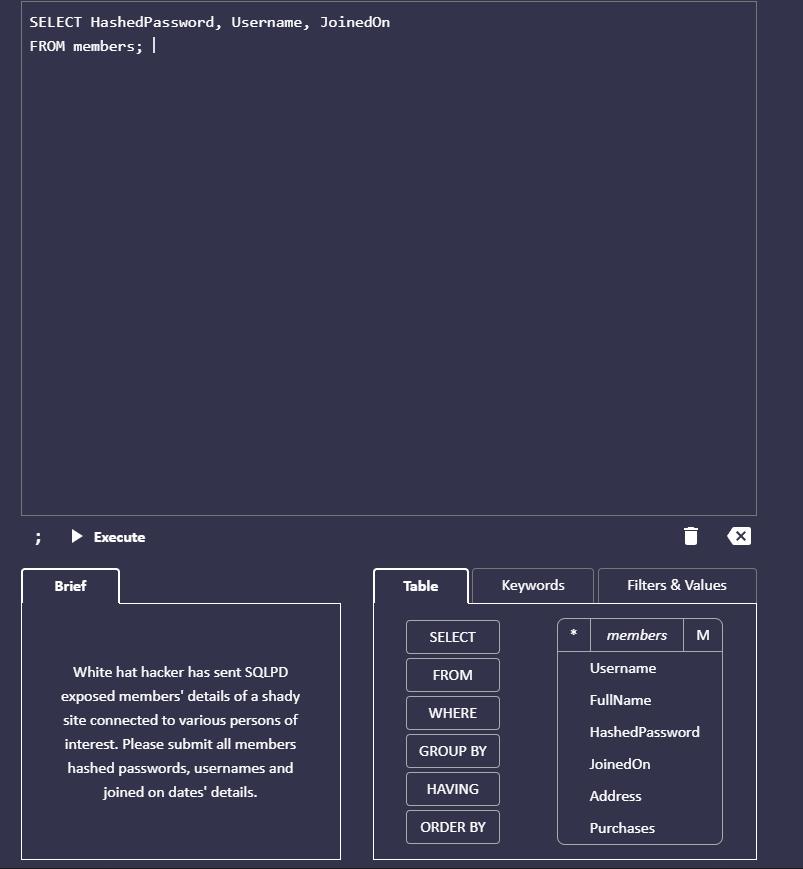 SELECT HashedPassword, Username, JoinedOn
FROM members;
; Execute
Brief
White hat hacker has sent SQLPD
exposed members' details of a shady
site connected to various persons of
interest. Please submit all members
hashed passwords, usernames and
joined on dates' details.
Table Keywords Filters & Values
SELECT
FROM
WHERE
GROUP BY
HAVING
ORDER BY
* members M
Username
FullName
HashedPassword
JoinedOn
Address
Purchases